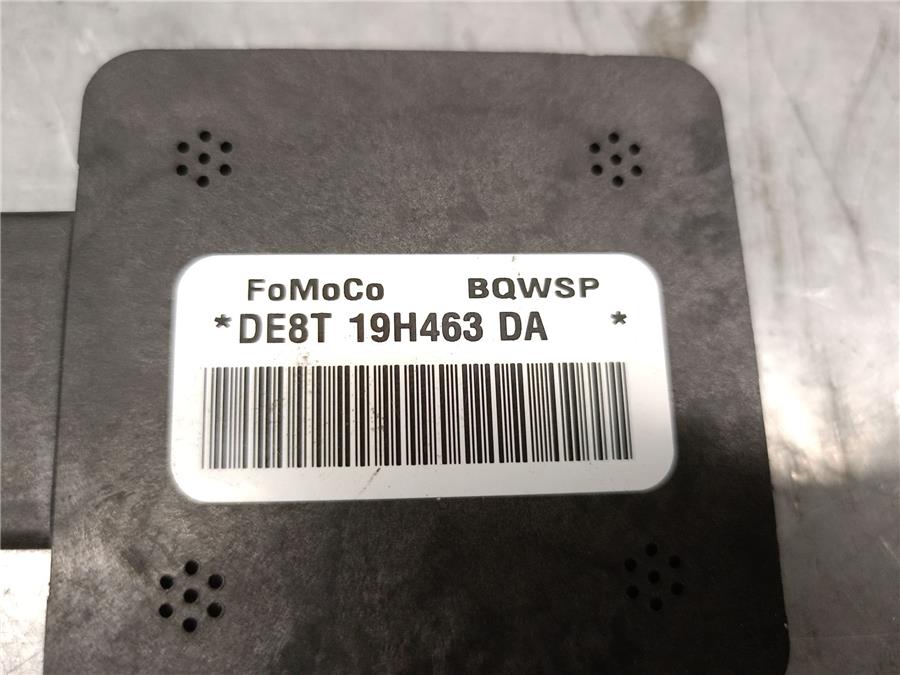 FoMoCo BQWSP
*DE8T 19H463 DA *